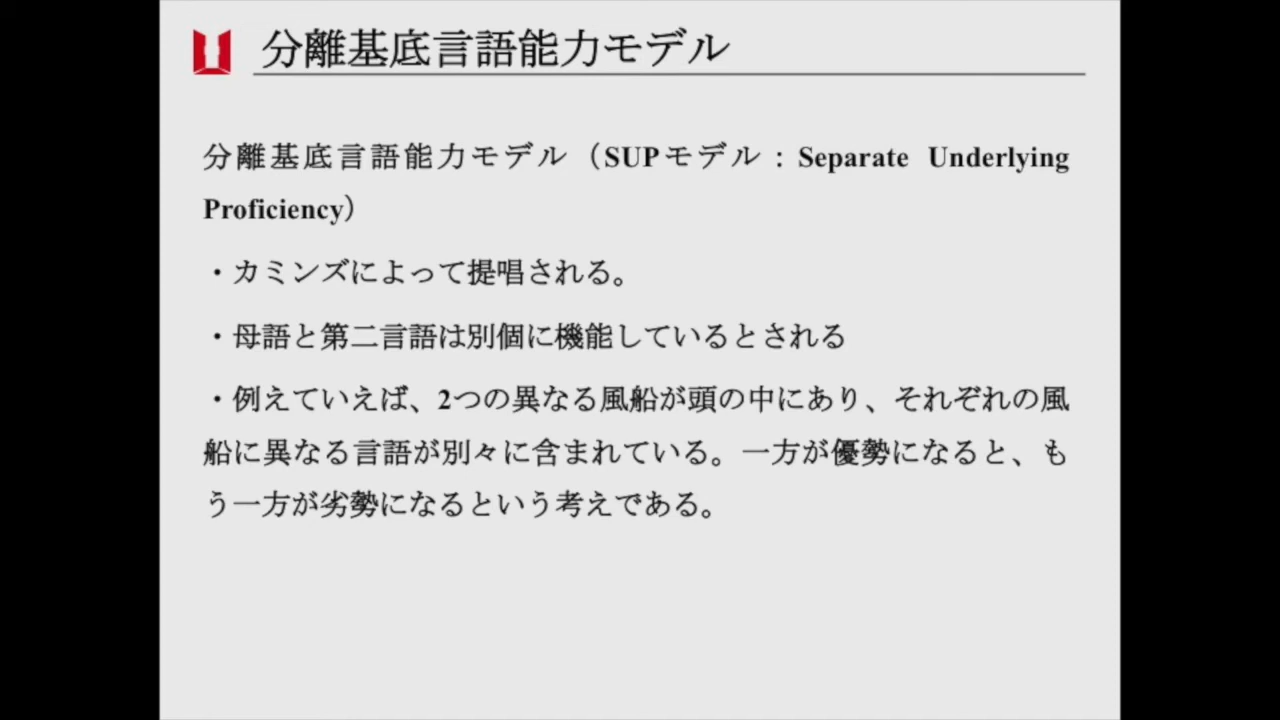 分離基底言語能力モデル
分離基底言語能力モデル（SUPモデル：Separate Underlying
Proficiency）
・カミンズによって提唱される。
・母語と第二言語は別個に機能しているとされる
・例えていえば、2つの異なる風船が頭の中にあり、それぞれの風
船に異なる言語が別々に含まれている。一方が優勢になると、も
う一方が劣勢になるという考えである。